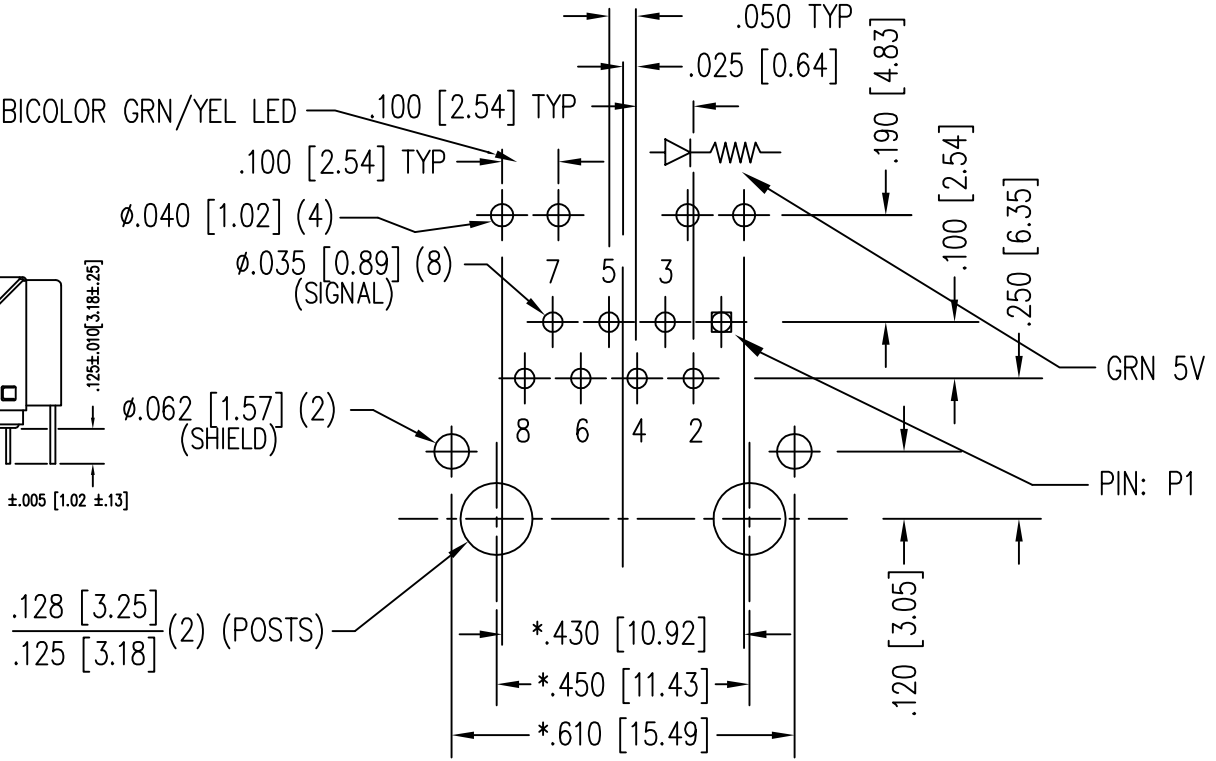 .050 TYP
.025 [0.64]
.190 [4.83]
BICOLOR GRN/YEL LED
.100 [2.54] TYP
.100 [2.54] TYP
.100 [2.54]
ø.040 [1.02] (4)
.250 [6.35]
ø.035 [0.89] (8)
(SIGNAL)
7 5 3
.125±.010[3.18±.25]
GRN 5V
ø.062 [1.57] (2)
(SHIELD)
8 6 4 2
±.005 [1.02 ±.13]
PIN: P1
.128 [3.25]
.125 [3.18]
(2) (POSTS)
.120 [3.05]
*.430 [10.92]
*.450 [11.43]
*.610 [15.49]